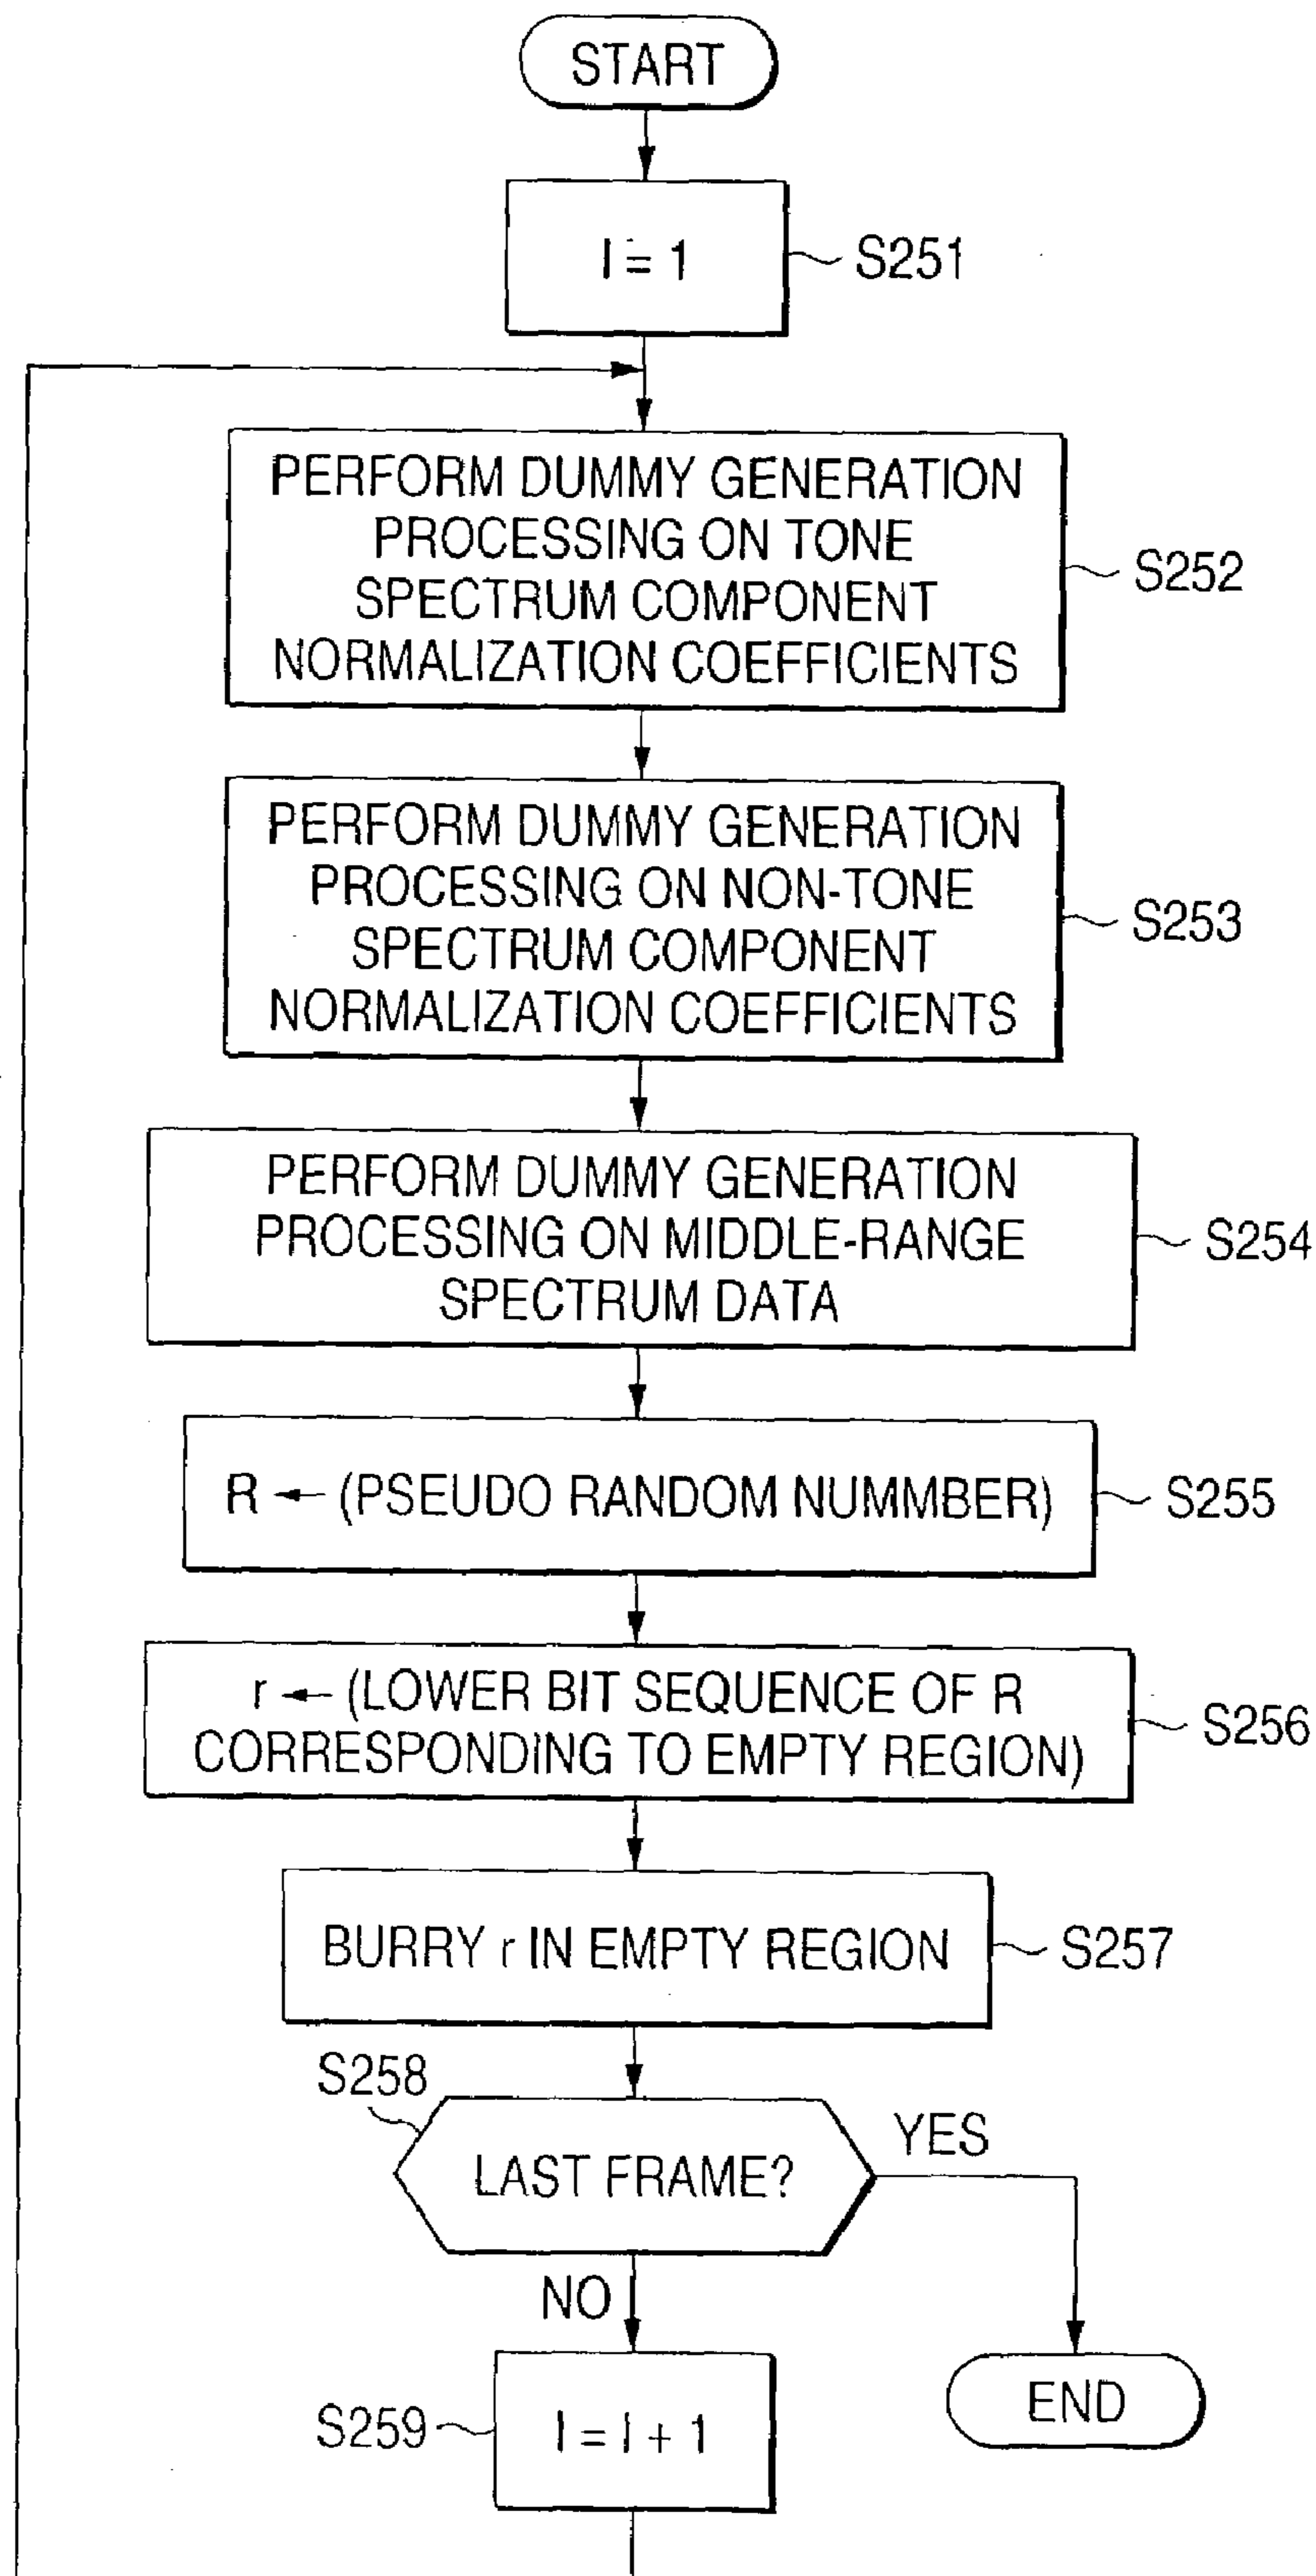 START
I = 1
S251
PERFORM DUMMY GENERATION
PROCESSING ON TONE
SPECTRUM COMPONENT
NORMALIZATION COEFFICIENTS
S252
PERFORM DUMMY GENERATION
PROCESSING ON NON-TONE
SPECTRUM COMPONENT
NORMALIZATION COEFFICIENTS
S253
PERFORM DUMMY GENERATION
PROCESSING ON MIDDLE-RANGE
SPECTRUM DATA
S254
R ← (PSEUDO RANDOM NUMMBER)
S255
r ← (LOWER BIT SEQUENCE OF R
CORRESPONDING TO EMPTY REGION)
S256
BURRY r IN EMPTY REGION
S257
S258
LAST FRAME?
YES
NO
END
S259
I = I + 1